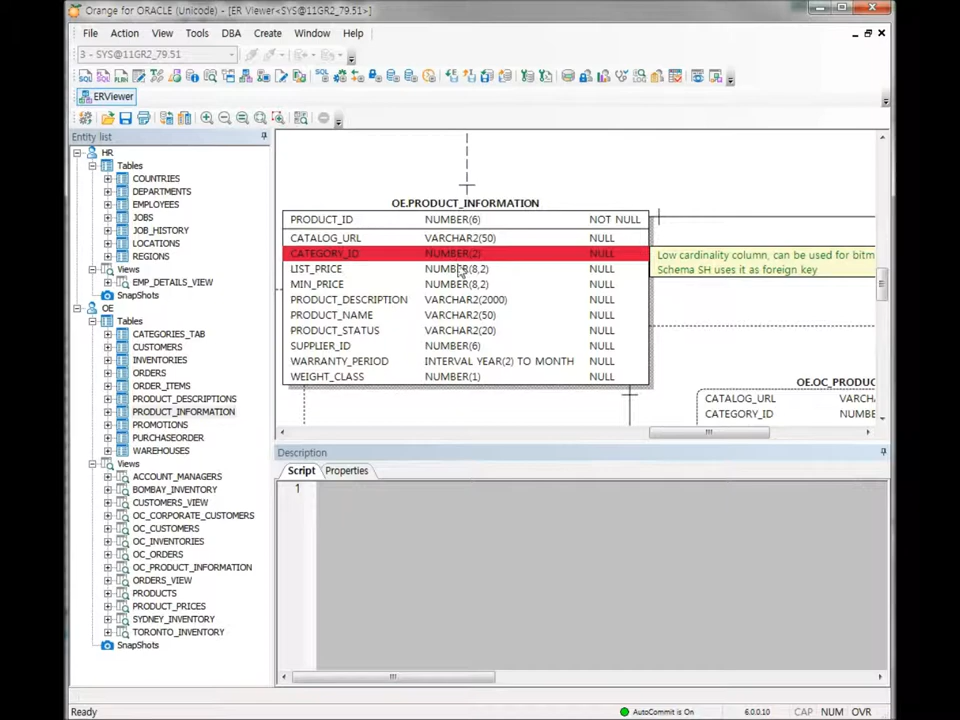 Orange for ORACLE (Unicode) - [ER Viewer<SYS@11GR2_79.51>]
File Action View Tools DBA Create Window Help
3 - SYS@11GR2_79.51
ERViewer
Entity list
HR
Tables
COUNTRIES
DEPARTMENTS
EMPLOYEES
JOBS
JOB_HISTORY
LOCATIONS
REGIONS
Views
EMP_DETAILS_VIEW
SnapShots
OE
Tables
CATEGORIES_TAB
CUSTOMERS
INVENTORIES
ORDERS
ORDER_ITEMS
PRODUCT_DESCRIPTIONS
PRODUCT_INFORMATION
PROMOTIONS
PURCHASEORDER
WAREHOUSES
Views
ACCOUNT_MANAGERS
BOMBAY_INVENTORY
CUSTOMERS_VIEW
OC_CORPORATE_CUSTOMERS
OC_CUSTOMERS
OC_INVENTORIES
OC_ORDERS
OC_PRODUCT_INFORMATION
ORDERS_VIEW
PRODUCTS
PRODUCT_PRICES
SYDNEY_INVENTORY
TORONTO_INVENTORY
SnapShots
OE.PRODUCT_INFORMATION
PRODUCT_ID NUMBER(6) NOT NULL
CATALOG_URL VARCHAR2(50) NULL
CATEGORY_ID NUMBER(2) NULL
LIST_PRICE NUMBER(8,2) NULL
MIN_PRICE NUMBER(8,2) NULL
PRODUCT_DESCRIPTION VARCHAR2(2000) NULL
PRODUCT_NAME VARCHAR2(50) NULL
PRODUCT_STATUS VARCHAR2(20) NULL
SUPPLIER_ID NUMBER(6) NULL
WARRANTY_PERIOD INTERVAL YEAR(2) TO MONTH NULL
WEIGHT_CLASS NUMBER(1) NULL
Low cardinality column, can be used for bitm
Schema SH uses it as foreign key
OE.OC_PRODUC
CATALOG_URL VARCHA
CATEGORY_ID NUMBE
Description
Script Properties
1
Ready AutoCommit is On 6.0.0.10 CAP NUM OVR